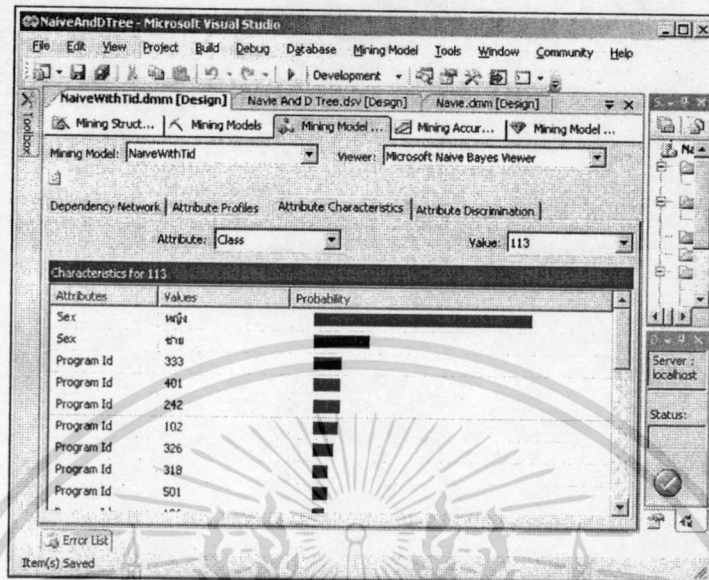 NaiveAndDTree - Microsoft Visual Studio
File Edit View Project Build Debug Database Mining Model Tools Window Community Help
Development
NaiveWithTid.dmm [Design] Navie And D Tree.dsv [Design] Navie.dmm [Design]
Toolbox
Mining Struct... Mining Models Mining Model ... Mining Accur... Mining Model ...
Mining Model: NaiveWithTid Viewer: Microsoft Naive Bayes Viewer
Dependency Network Attribute Profiles Attribute Characteristics Attribute Discrimination
Attribute: Class Value: 113
Characteristics for 113
Attributes Values Probability
Sex หญิง
Sex ชาย
Program Id 333
Program Id 401
Program Id 242
Program Id 102
Program Id 326
Program Id 318
Program Id 501
Server :
localhost
Status:
Error List
Item(s) Saved